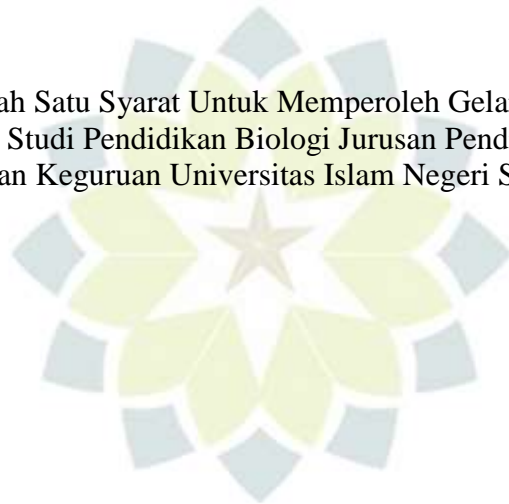 ah Satu Syarat Untuk Memperoleh Gela
Studi Pendidikan Biologi Jurusan Pend
an Keguruan Universitas Islam Negeri S